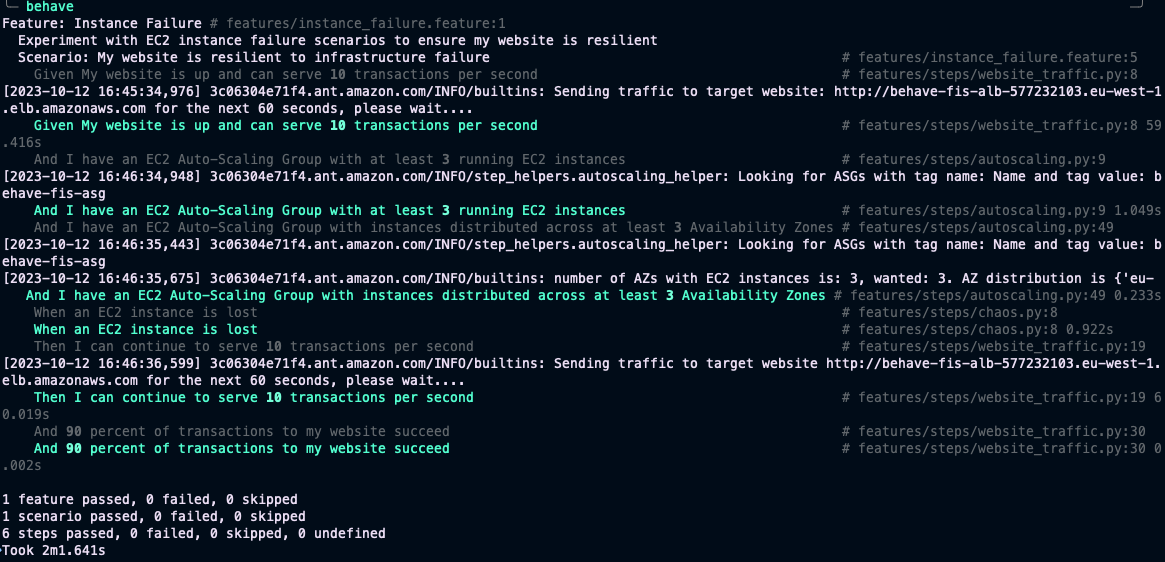 behave
Feature: Instance Failure # features/instance_failure.feature:1
  Experiment with EC2 instance failure scenarios to ensure my website is resilient
  Scenario: My website is resilient to infrastructure failure # features/instance_failure.feature:5
    Given My website is up and can serve 10 transactions per second # features/steps/website_traffic.py:8
[2023-10-12 16:45:34,976] 3c06304e71f4.ant.amazon.com/INFO/builtins: Sending traffic to target website: http://behave-fis-alb-577232103.eu-west-1
.elb.amazonaws.com for the next 60 seconds, please wait....
    Given My website is up and can serve 10 transactions per second # features/steps/website_traffic.py:8 59
.416s
    And I have an EC2 Auto-Scaling Group with at least 3 running EC2 instances # features/steps/autoscaling.py:9
[2023-10-12 16:46:34,948] 3c06304e71f4.ant.amazon.com/INFO/step_helpers.autoscaling_helper: Looking for ASGs with tag name: Name and tag value: b
ehave-fis-asg
    And I have an EC2 Auto-Scaling Group with at least 3 running EC2 instances # features/steps/autoscaling.py:9 1.049s
    And I have an EC2 Auto-Scaling Group with instances distributed across at least 3 Availability Zones # features/steps/autoscaling.py:49
[2023-10-12 16:46:35,443] 3c06304e71f4.ant.amazon.com/INFO/step_helpers.autoscaling_helper: Looking for ASGs with tag name: Name and tag value: b
ehave-fis-asg
[2023-10-12 16:46:35,675] 3c06304e71f4.ant.amazon.com/INFO/builtins: number of AZs with EC2 instances is: 3, wanted: 3. AZ distribution is {'eu-
   And I have an EC2 Auto-Scaling Group with instances distributed across at least 3 Availability Zones # features/steps/autoscaling.py:49 0.233s
    When an EC2 instance is lost # features/steps/chaos.py:8
    When an EC2 instance is lost # features/steps/chaos.py:8 0.922s
    Then I can continue to serve 10 transactions per second # features/steps/website_traffic.py:19
[2023-10-12 16:46:36,599] 3c06304e71f4.ant.amazon.com/INFO/builtins: Sending traffic to target website http://behave-fis-alb-577232103.eu-west-1.
elb.amazonaws.com for the next 60 seconds, please wait....
    Then I can continue to serve 10 transactions per second # features/steps/website_traffic.py:19 6
0.019s
    And 90 percent of transactions to my website succeed # features/steps/website_traffic.py:30
    And 90 percent of transactions to my website succeed # features/steps/website_traffic.py:30 0
.002s
1 feature passed, 0 failed, 0 skipped
1 scenario passed, 0 failed, 0 skipped
6 steps passed, 0 failed, 0 skipped, 0 undefined
Took 2m1.641s